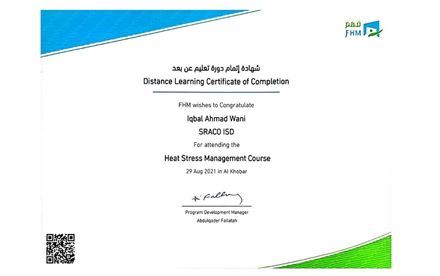 فهم
FHM
شهادة إتمام دورة تعليم عن بعد
Distance Learning Certificate of Completion
FHM wishes to Congratulate
Iqbal Ahmad Wani
SRACO ISD
For attending the
Heat Stress Management Course
29 Aug 2021 in Al Khobar
Program Development Manager
Abdulqader Fallatah